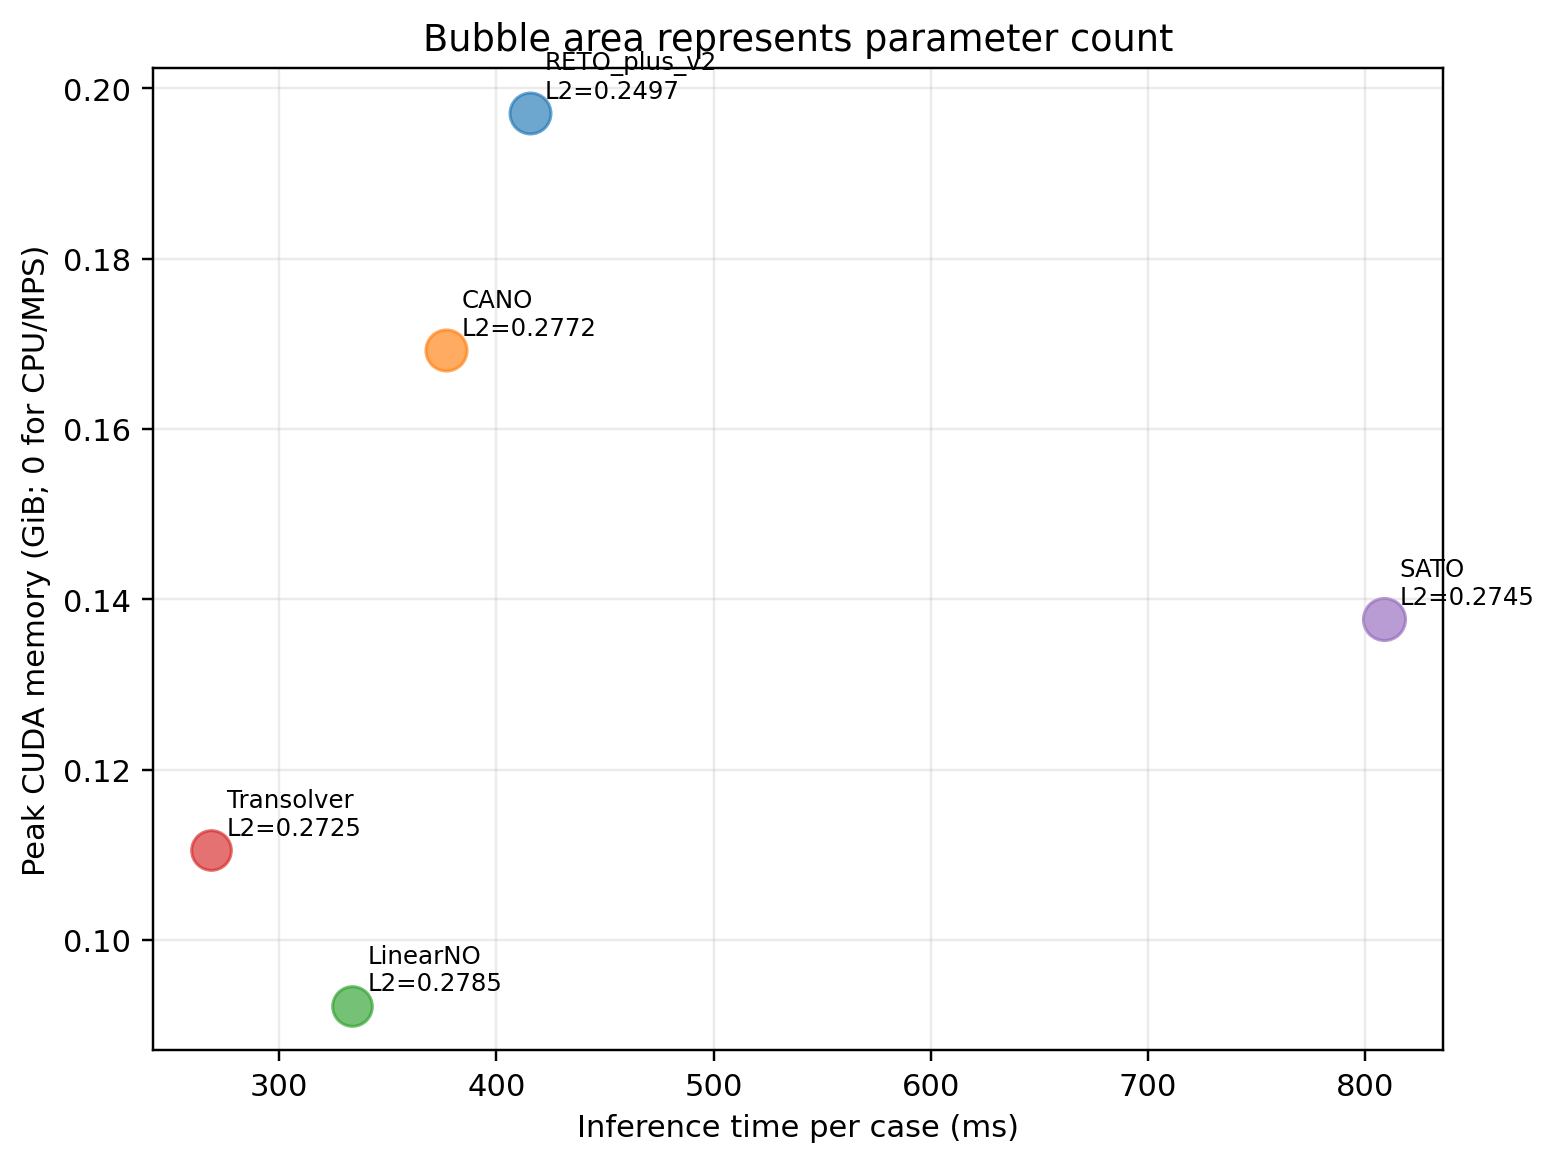 Bubble area represents parameter count
RETO_plus_v2
L2=0.2497
CANO
L2=0.2772
SATO
L2=0.2745
Transolver
L2=0.2725
LinearNO
L2=0.2785
Peak CUDA memory (GiB; 0 for CPU/MPS)
0.20
0.18
0.16
0.14
0.12
0.10
300
400
500
600
700
800
Inference time per case (ms)